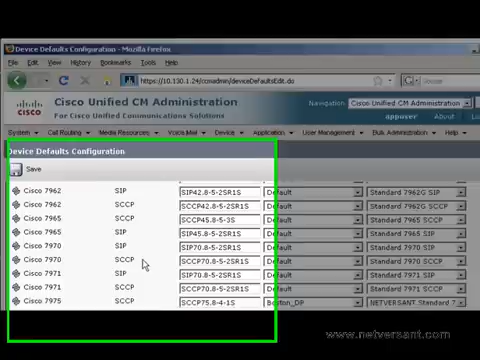 Device Defaults Configuration - Mozilla Firefox
File Edit View History Bookmarks Tools Help
https://10.130.1.24/ccmadmin/deviceDefaultsEdit.do Google
CISCO
Cisco Unified CM Administration
For Cisco Unified Communications Solutions
Navigation Cisco Unified CM Administration
appuser Search
System Call Routing Media Resources Voice Mail Device Application User Management Bulk Administration
Device Defaults Configuration
Save
Cisco 7962 SIP SIP42.8-5-2SR1S Default Standard 7962G SIP
Cisco 7962 SCCP SCCP42.8-5-2SR1S Default Standard 7962G SCCP
Cisco 7965 SCCP SCCP45.8-5-3S Default Standard 7965 SCCP
Cisco 7965 SIP SIP45.8-5-2SR1S Default Standard 7965 SIP
Cisco 7970 SIP SIP70.8-5-2SR1S Default Standard 7970 SIP
Cisco 7970 SCCP SCCP70.8-5-2SR1S Default Standard 7970 SCCP
Cisco 7971 SIP SIP70.8-5-2SR1S Default Standard 7971 SIP
Cisco 7971 SCCP SCCP70.8-5-2SR1S Default Standard 7971 SCCP
Cisco 7975 SCCP SCCP75.8-4-1S Boston_DP NETVERSANT Standard 7
www.netversant.com